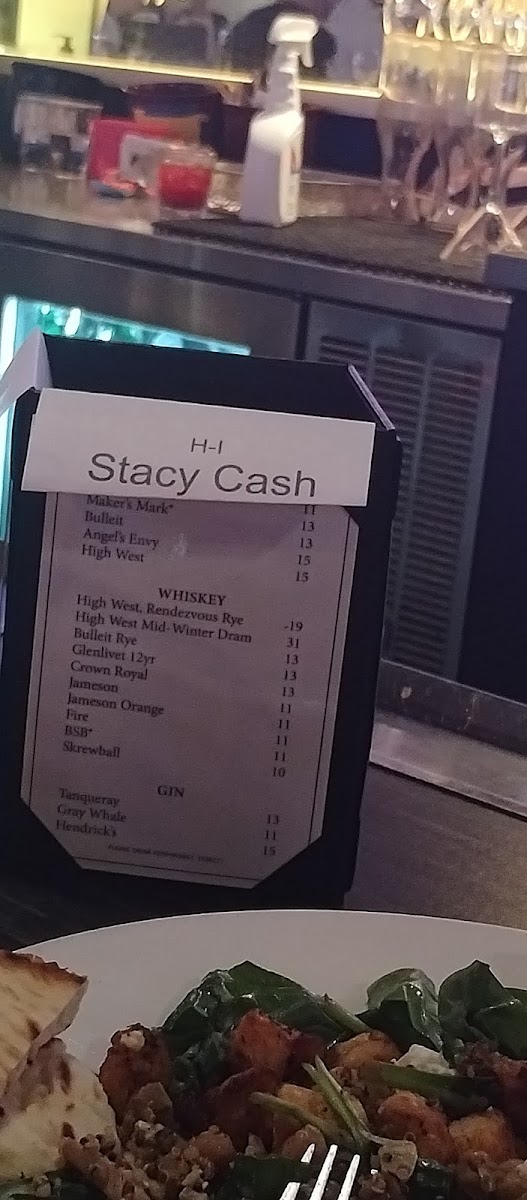 H-I
Stacy Cash
Maker's Mark* 11
Bulleit 13
Angel's Envy 13
High West 15
15
WHISKEY
High West, Rendezvous Rye -19
High West Mid-Winter Dram 31
Bulleit Rye 13
Glenlivet 12yr 13
Crown Royal 13
Jameson 11
Jameson Orange 11
Fire 11
BSB* 11
Skrewball 10
GIN
Tanqueray 13
Gray Whale 11
Hendrick's 15